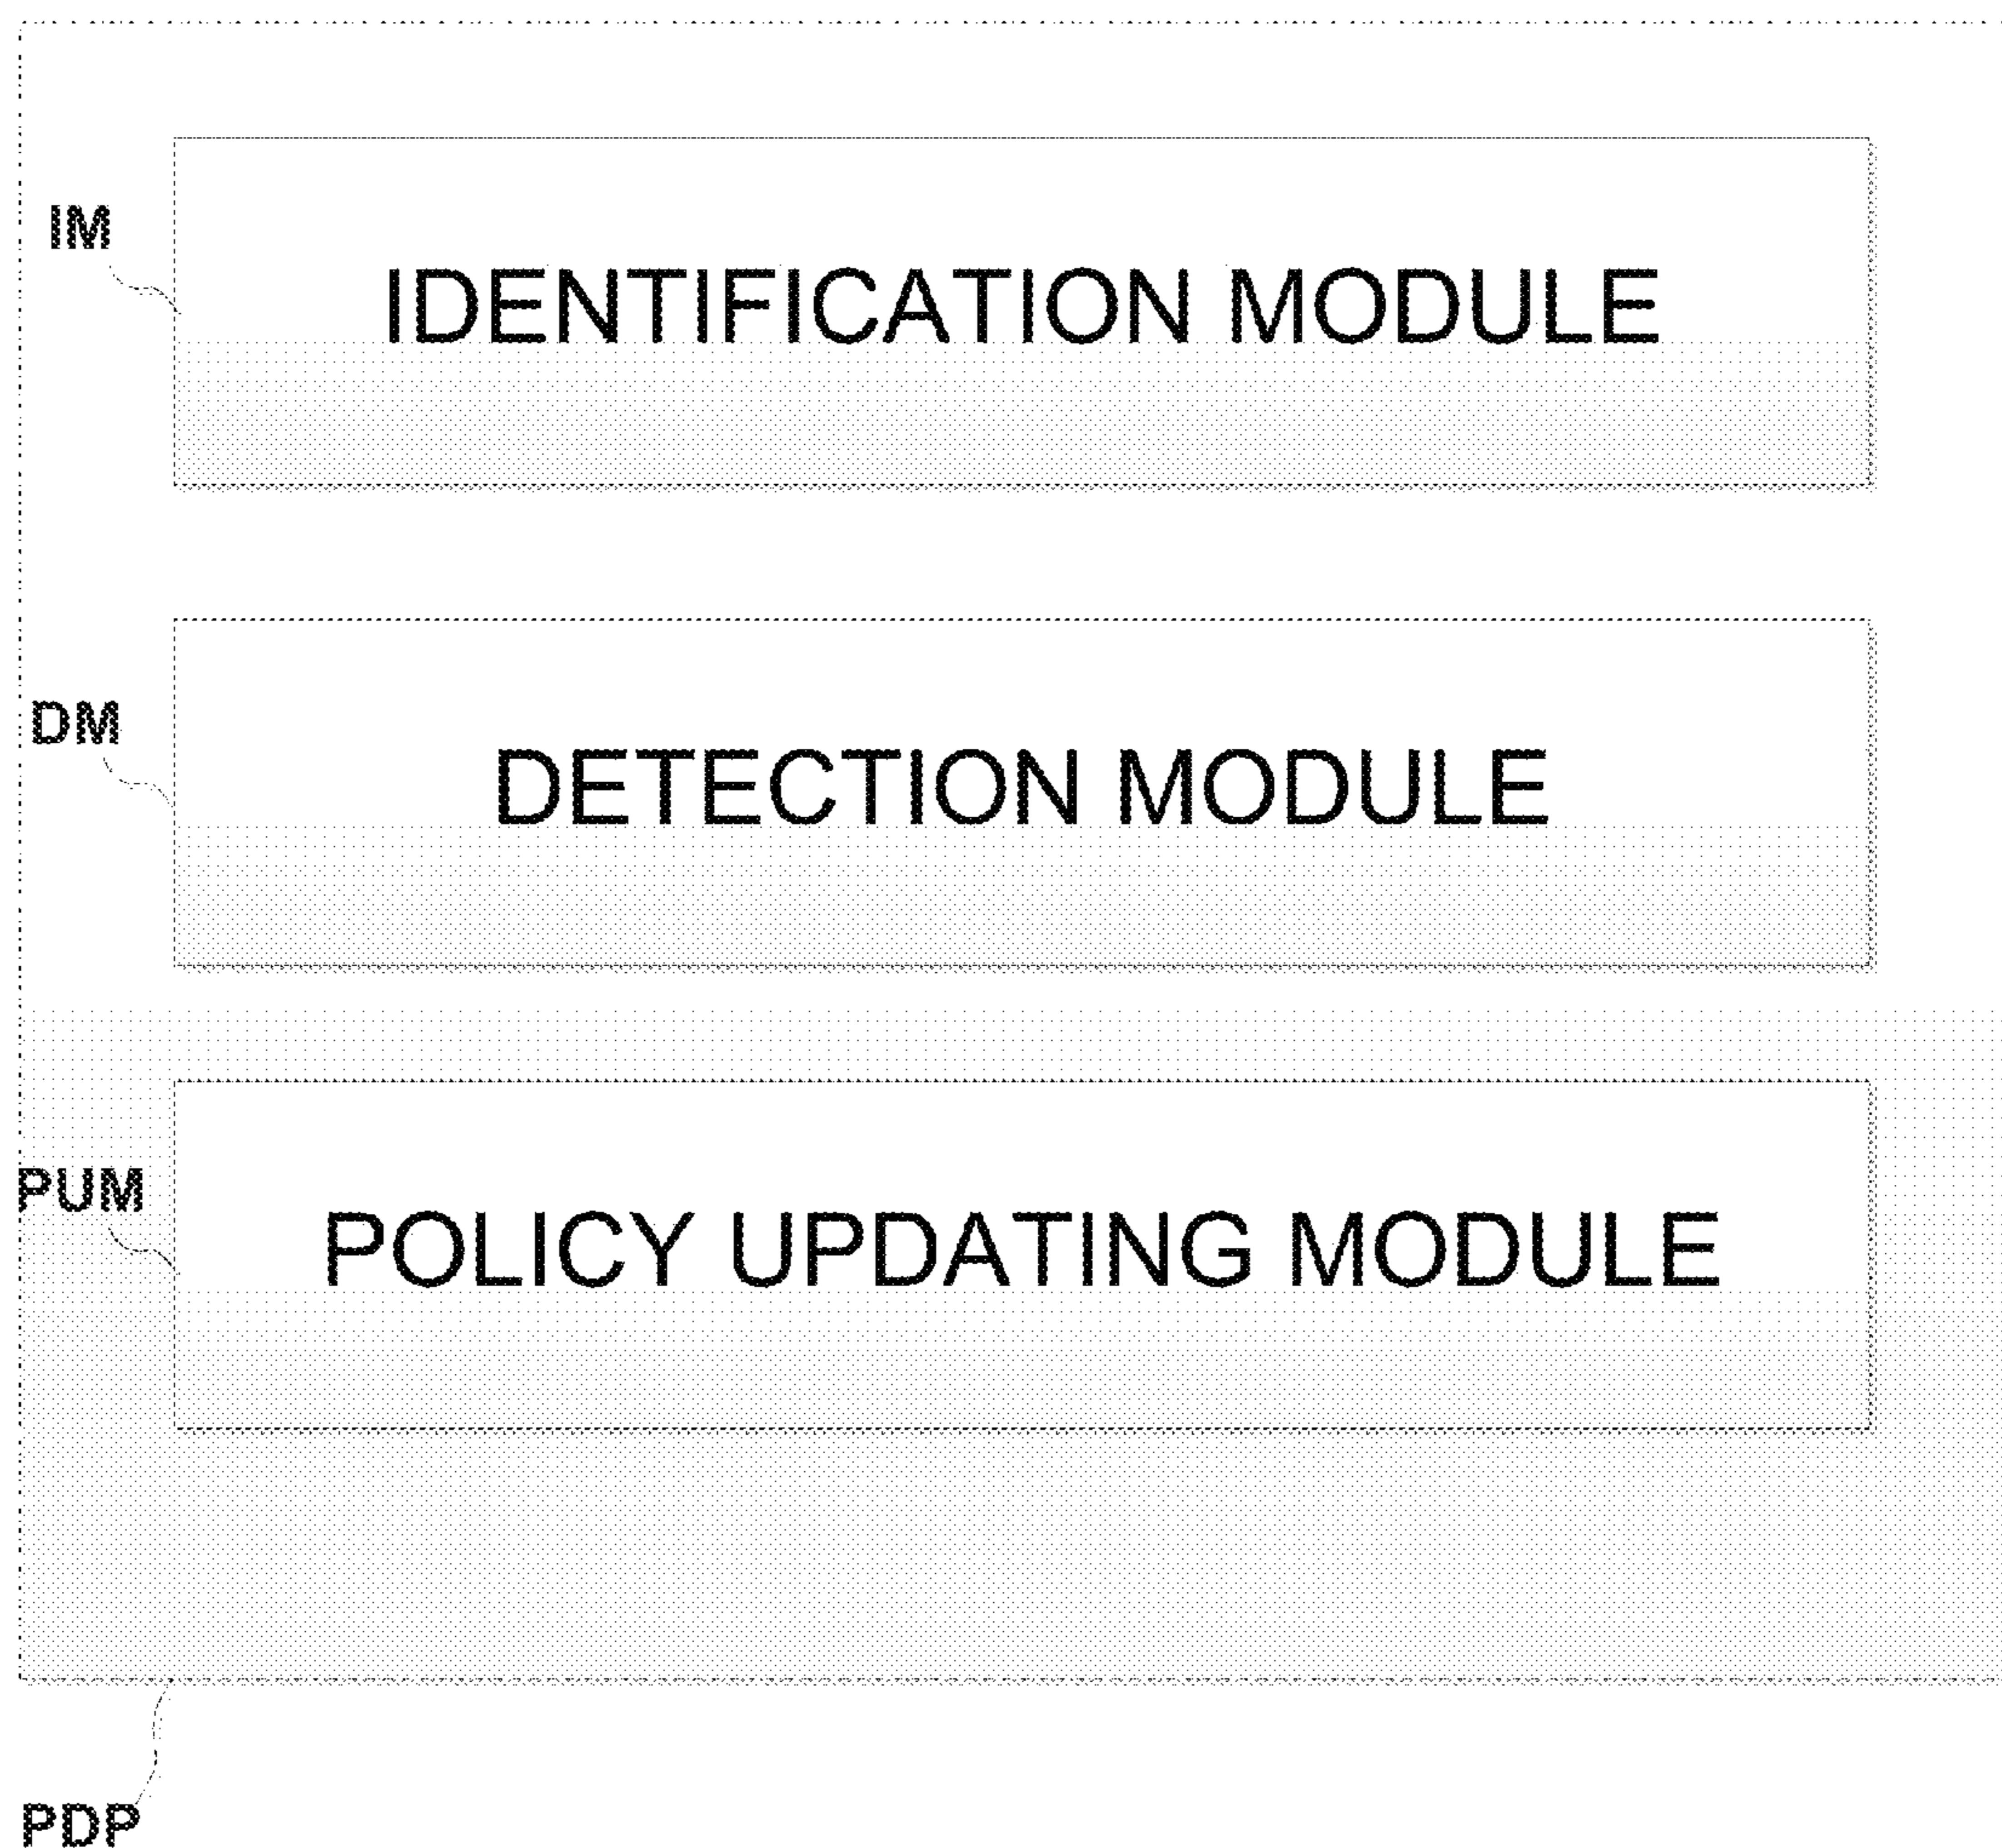 IM
IDENTIFICATION MODULE
DM
DETECTION MODULE
PUM
POLICY UPDATING MODULE
PDP